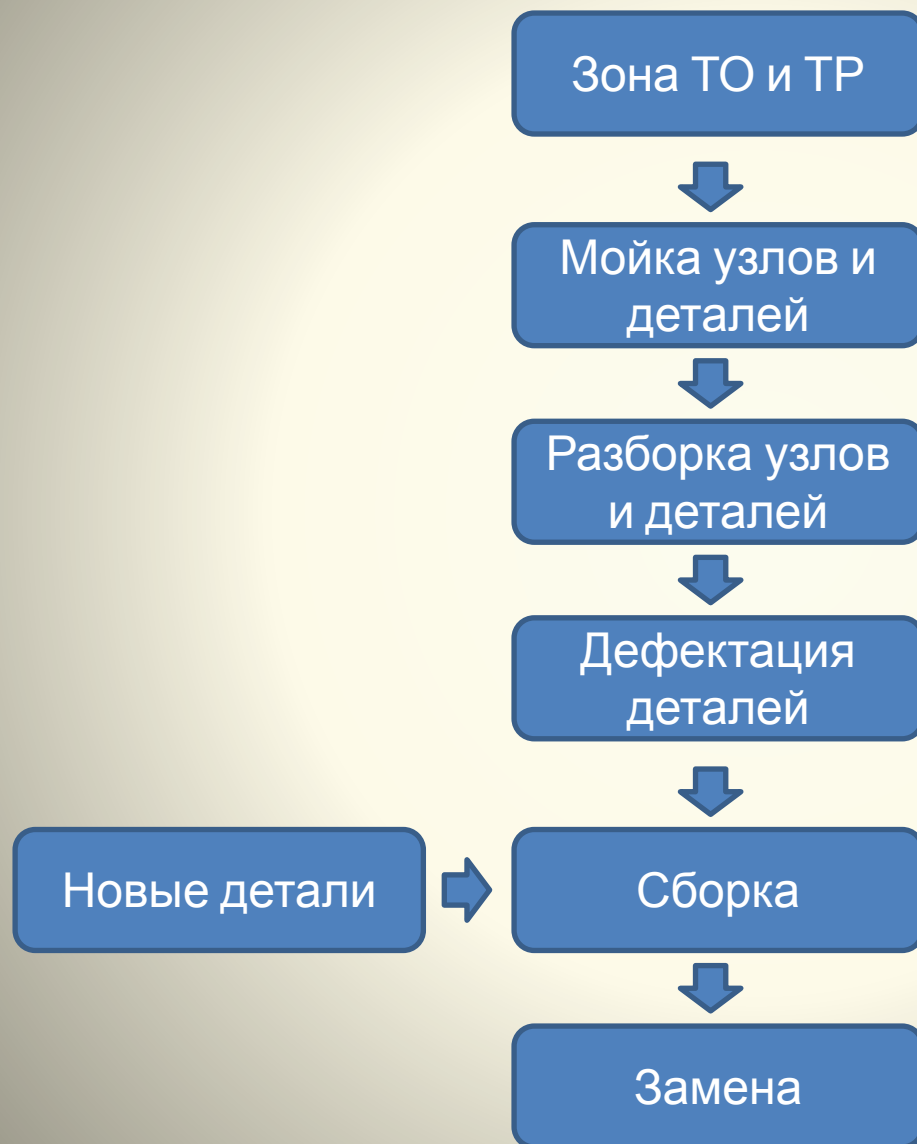 Зона ТО и ТР
Мойка узлов и
деталей
Разборка узлов
и деталей
Дефектация
деталей
Новые детали
Сборка
Замена